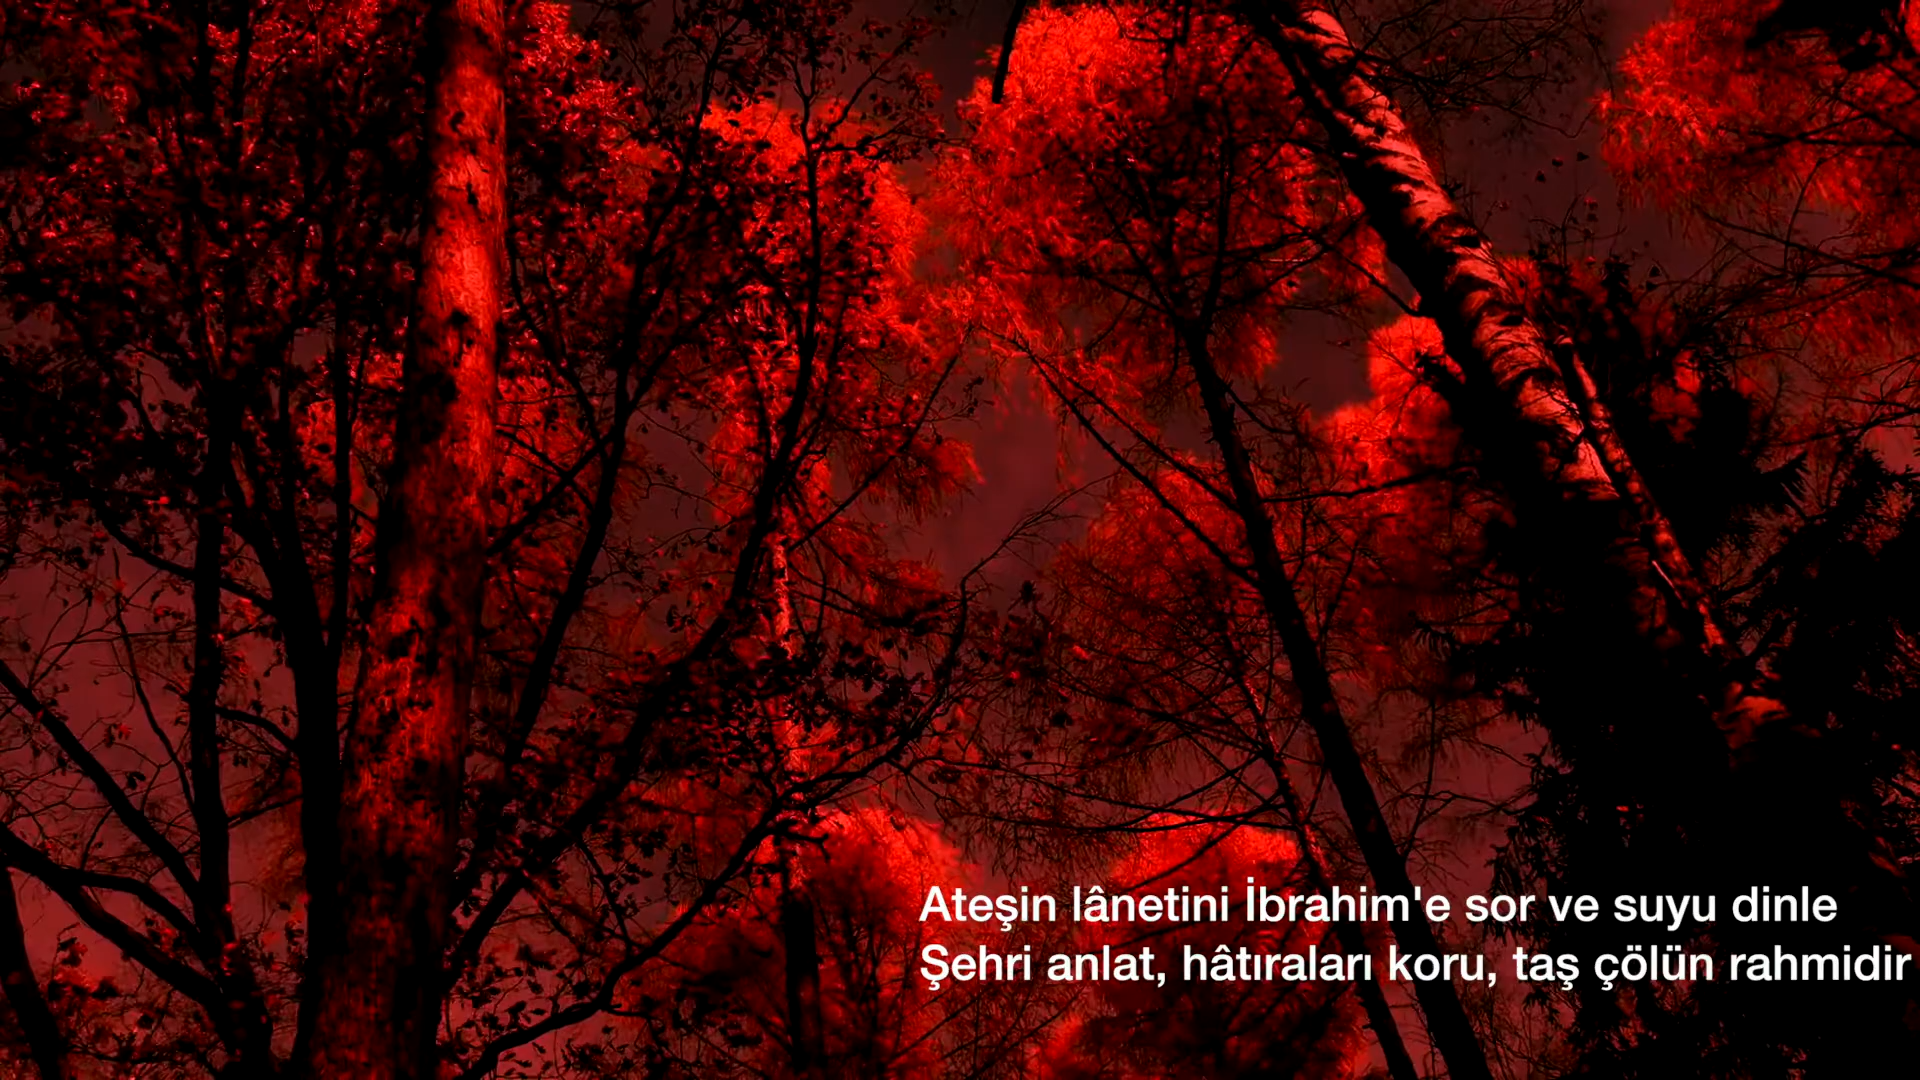 Ateşin lânetini İbrahim'e sor ve suyu dinle
Şehri anlat, hâtıraları koru, taş çölün rahmidir